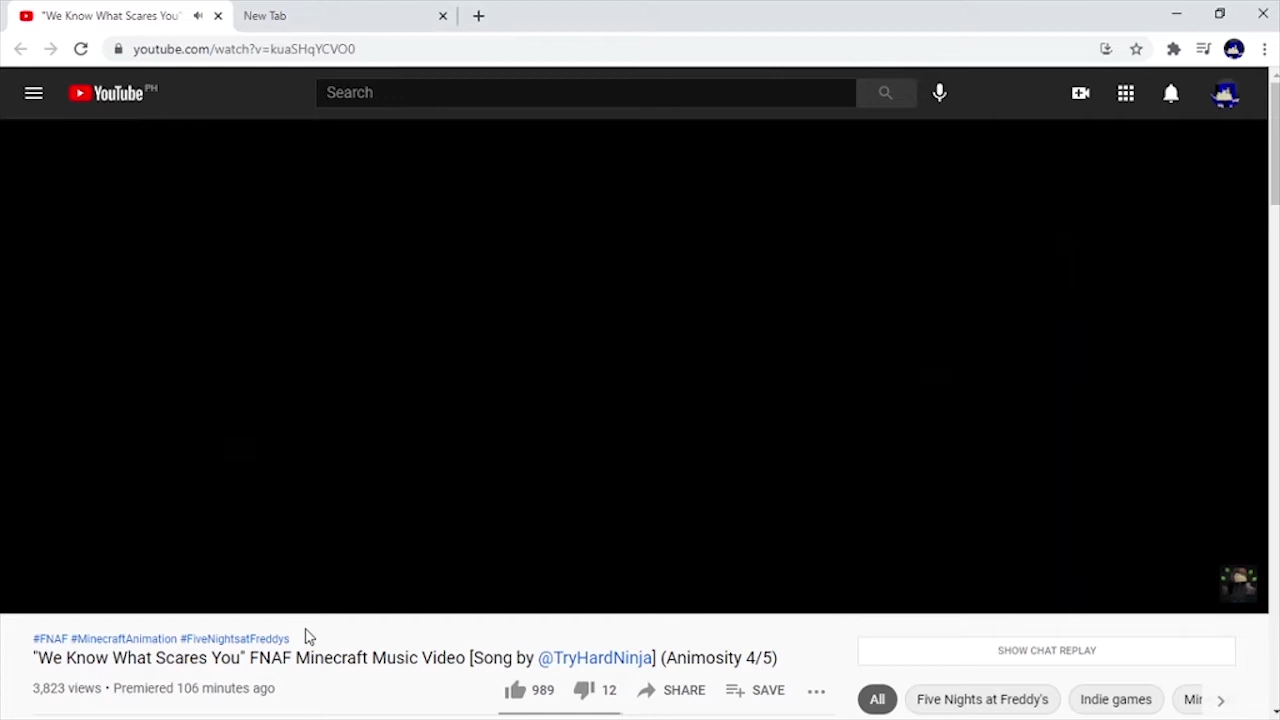 "We Know What Scares You"
New Tab
youtube.com/watch?v=kuaSHqYCVO0
YouTube PH
Search
#FNAF #MinecraftAnimation #FiveNightsatFreddys
"We Know What Scares You" FNAF Minecraft Music Video [Song by @TryHardNinja] (Animosity 4/5)
3,823 views • Premiered 106 minutes ago
989
12
SHARE
SAVE
SHOW CHAT REPLAY
All
Five Nights at Freddy's
Indie games